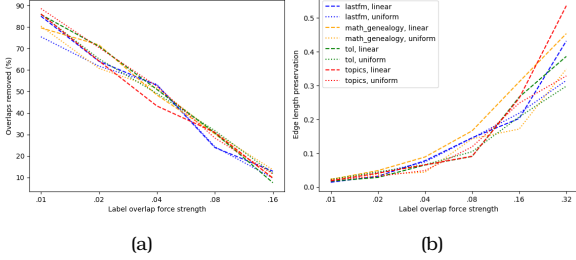 90
80
70
60
50
40
30
20
10
Overlaps removed (%)
.01
.02
.04
.08
.16
Label overlap force strength
(a)
0.5
0.4
0.3
0.2
0.1
0.0
Edge length preservation
lastfm, linear
lastfm, uniform
math_genealogy, linear
math_genealogy, uniform
tol, linear
tol, uniform
topics, linear
topics, uniform
.01
.02
.04
.08
.16
.32
Label overlap force strength
(b)